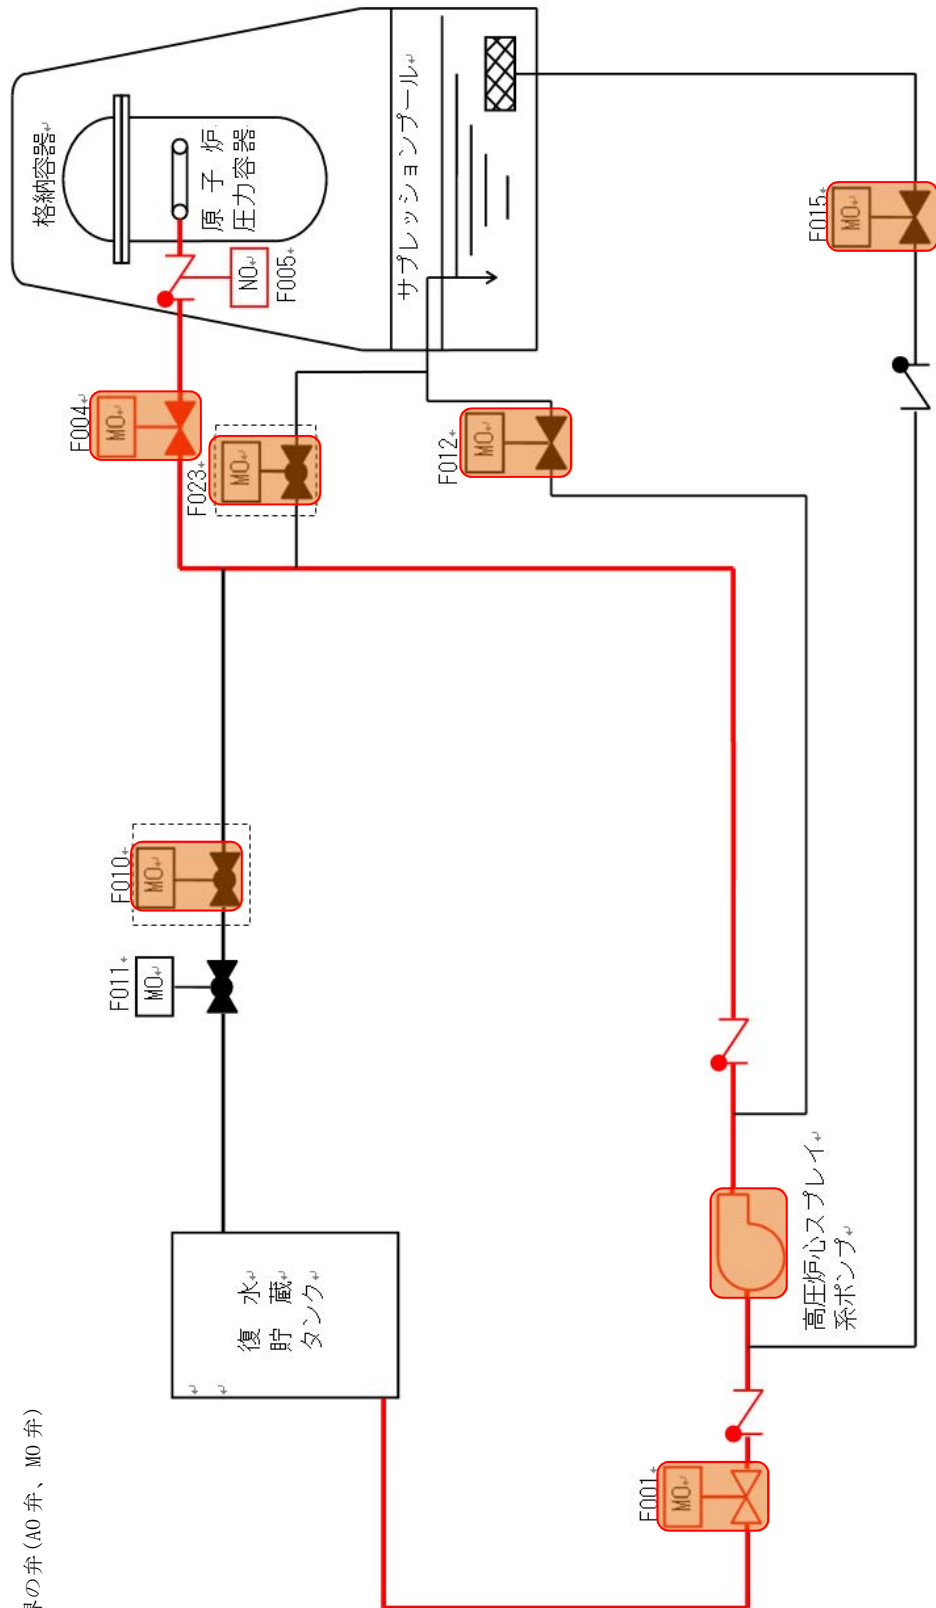 格納容器
原子炉
圧力容器
サプレッションプール
MO
F015
NO
F005
F004
MO
F023
MO
F012
MO
F010
MO
F011
MO
復水
貯蔵
タンク
高圧炉心スプレイ
系ポンプ
F001
MO
の弁(AO弁、MO弁)